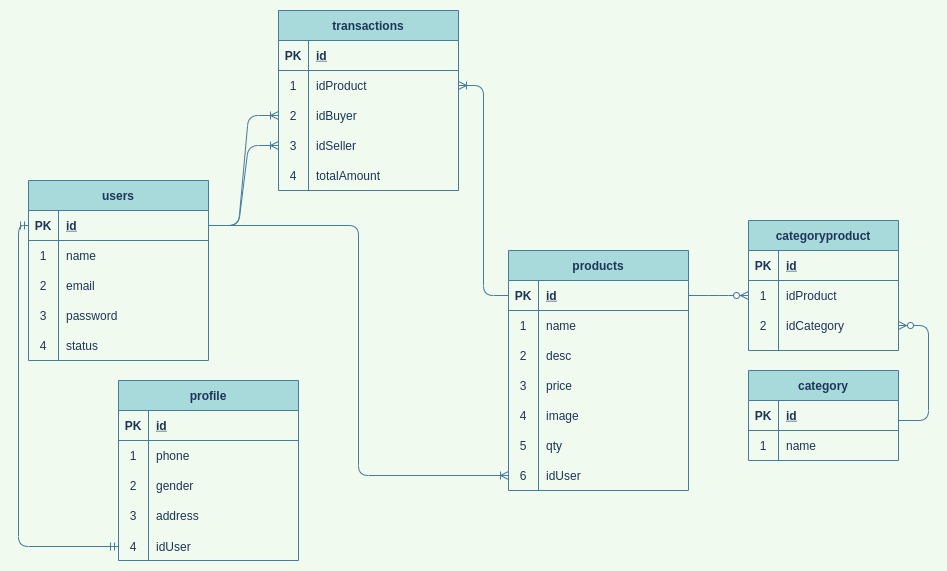 transactions
PK id
1 idProduct
2 idBuyer
3 idSeller
4 totalAmount
users
PK id
1 name
2 email
3 password
4 status
profile
PK id
1 phone
2 gender
3 address
4 idUser
products
PK id
1 name
2 desc
3 price
4 image
5 qty
6 idUser
categoryproduct
PK id
1 idProduct
2 idCategory
category
PK id
1 name